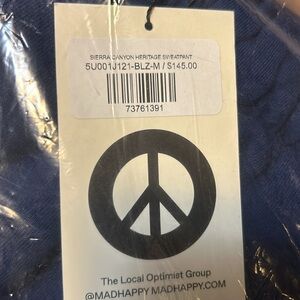 SIERRA CANYON HERITAGE SWEATPANT
5U001J121-BLZ-M / $145.00
73761391
The Local Optimist Group
@MADHAPPY MADHAPPY.COM